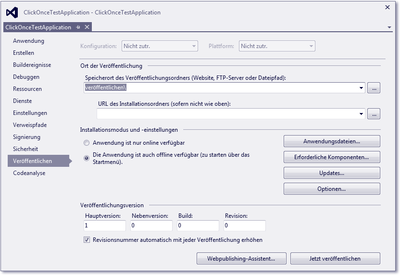 ClickOnceTestApplication - ClickOnceTestApplication
ClickOnceTestApplication
Anwendung
Erstellen
Buildereignisse
Debuggen
Ressourcen
Dienste
Einstellungen
Verweispfade
Signierung
Sicherheit
Veröffentlichen
Codeanalyse
Konfiguration: Nicht zutr. Plattform: Nicht zutr.
Ort der Veröffentlichung
Speicherort des Veröffentlichungsordners (Website, FTP-Server oder Dateipfad):
veröffentlichen\ ...
URL des Installationsordners (sofern nicht wie oben):
...
Installationsmodus und -einstellungen
Anwendung ist nur online verfügbar
Die Anwendung ist auch offline verfügbar (zu starten über das
Startmenü).
Anwendungsdateien...
Erforderliche Komponenten...
Updates...
Optionen...
Veröffentlichungsversion
Hauptversion: Nebenversion: Build: Revision:
1 0 0 0
Revisionsnummer automatisch mit jeder Veröffentlichung erhöhen
Webpublishing-Assistent... Jetzt veröffentlichen